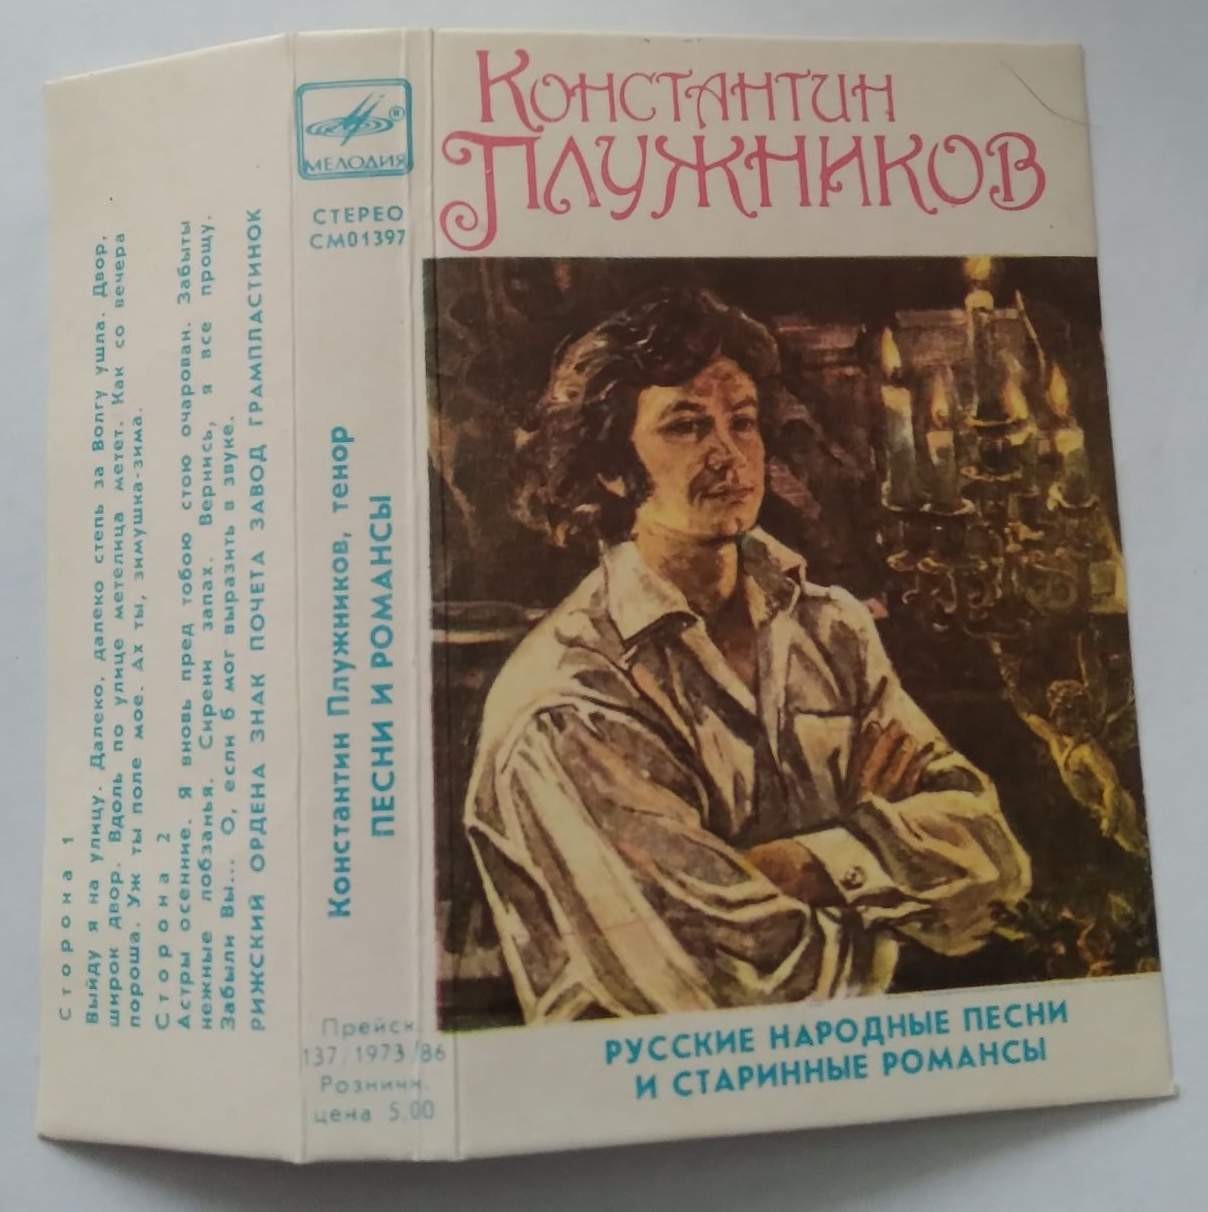 Сторона 1
Выйду я на улицу. Далеко, далеко степь за Волгу ушла. Двор,
широк двор. Вдоль по улице метелица метет. Как со вечера
пороша. Уж ты поле мое. Ах ты, зимушка-зима.
Сторона 2
Астры осенние. Я вновь пред тобою стою очарован. Забыты
нежные лобзанья. Сирени запах. Вернись, я все прощу.
Забыли Вы... О, если б мог выразить в звуке.
РИЖСКИЙ ОРДЕНА ЗНАК ПОЧЕТА ЗАВОД ГРАМПЛАСТИНОК
МЕЛОДИЯ®
СТЕРЕО
СМ01397
Константин Плужников, тенор
ПЕСНИ И РОМАНСЫ
Прейск.
137/1973/86
Розничн.
цена 5.00
КОНСТАНТИН
ПЛУЖНИКОВ
РУССКИЕ НАРОДНЫЕ ПЕСНИ
И СТАРИННЫЕ РОМАНСЫ